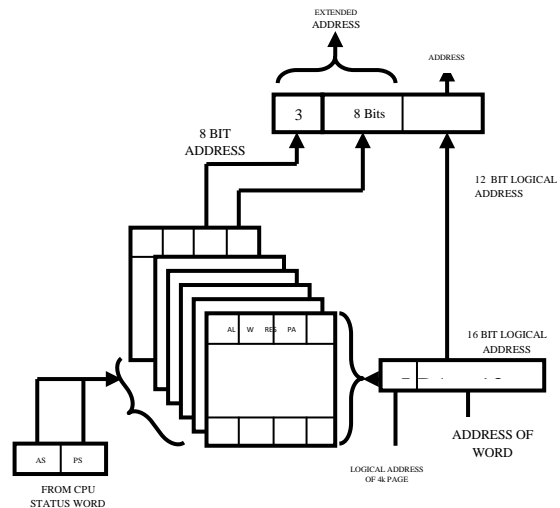 EXTENDED
ADDRESS
ADDRESS
3
8 Bits
8 BIT
ADDRESS
12 BIT LOGICAL
ADDRESS
AL W RES PA
16 BIT LOGICAL
ADDRESS
AS PS
ADDRESS OF
WORD
LOGICAL ADDRESS
OF 4k PAGE
FROM CPU
STATUS WORD